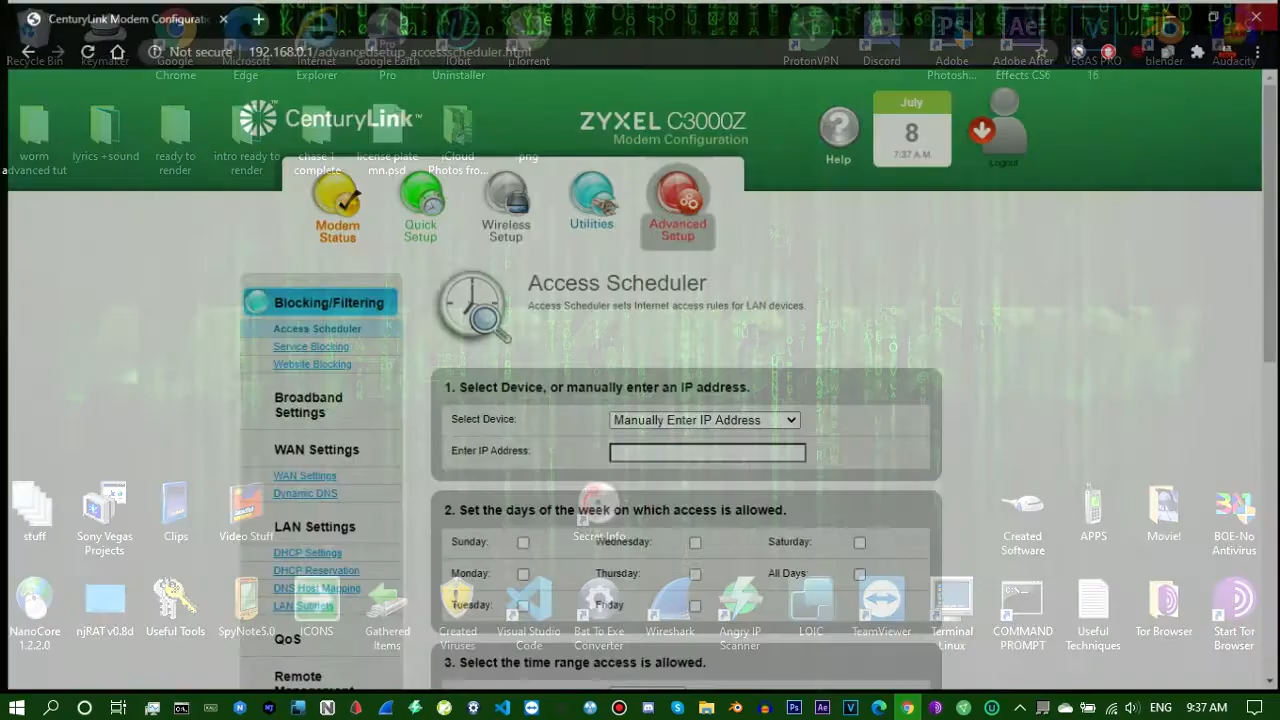 CenturyLink Modem Configurati
Not secure
192.168.0.1/advancedsetup_accessscheduler.html
Recycle Bin
keymaker
Google Chrome
Microsoft Edge
Internet Explorer
Google Earth Pro
IObit Uninstaller
µTorrent
ProtonVPN
Discord
Adobe Photosh...
Adobe After Effects CS6
VEGAS PRO 16
blender
Audacity
CenturyLink™
ZYXEL C3000Z
Modem Configuration
Help
July
8
7:37 A.M.
Logout
worm advanced tut
lyrics +sound
ready to render
intro ready to render
chase 1 complete
license plate mn.psd
iCloud Photos fro...
.png
Modem Status
Quick Setup
Wireless Setup
Utilities
Advanced Setup
Blocking/Filtering
Access Scheduler
Service Blocking
Website Blocking
Broadband Settings
WAN Settings
WAN Settings
Dynamic DNS
LAN Settings
DHCP Settings
DHCP Reservation
DNS Host Mapping
LAN Subnets
QoS
Remote
Access Scheduler
Access Scheduler sets Internet access rules for LAN devices.
1. Select Device, or manually enter an IP address.
Select Device:
Manually Enter IP Address
Enter IP Address:
2. Set the days of the week on which access is allowed.
Sunday:
Wednesday:
Saturday:
Monday:
Thursday:
All Days:
Tuesday:
Friday
3. Select the time range access is allowed.
stuff
Sony Vegas Projects
Clips
Video Stuff
Secret Info
Created Software
APPS
Movie!
BOE-No Antivirus
NanoCore 1.2.2.0
njRAT v0.8d
Useful Tools
SpyNote5.0
ICONS
Gathered Items
Created Viruses
Visual Studio Code
Bat To Exe Converter
Wireshark
Angry IP Scanner
LOIC
TeamViewer
Terminal Linux
COMMAND PROMPT
Useful Techniques
Tor Browser
Start Tor Browser
ENG
9:37 AM